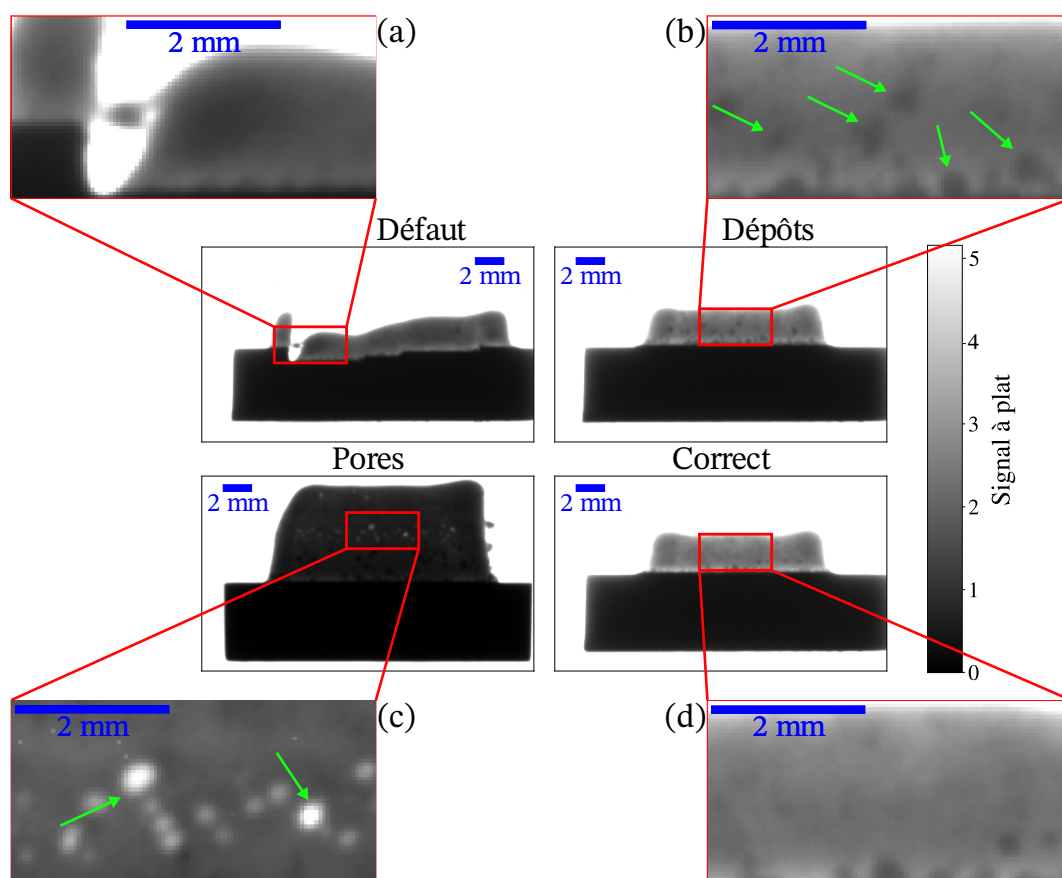 2 mm
(a)
(b)
2 mm
Défaut
Dépôts
2 mm
2 mm
5
4
3
2
1
0
Signal à plat
Pores
Correct
2 mm
2 mm
2 mm
(c)
(d)
2 mm